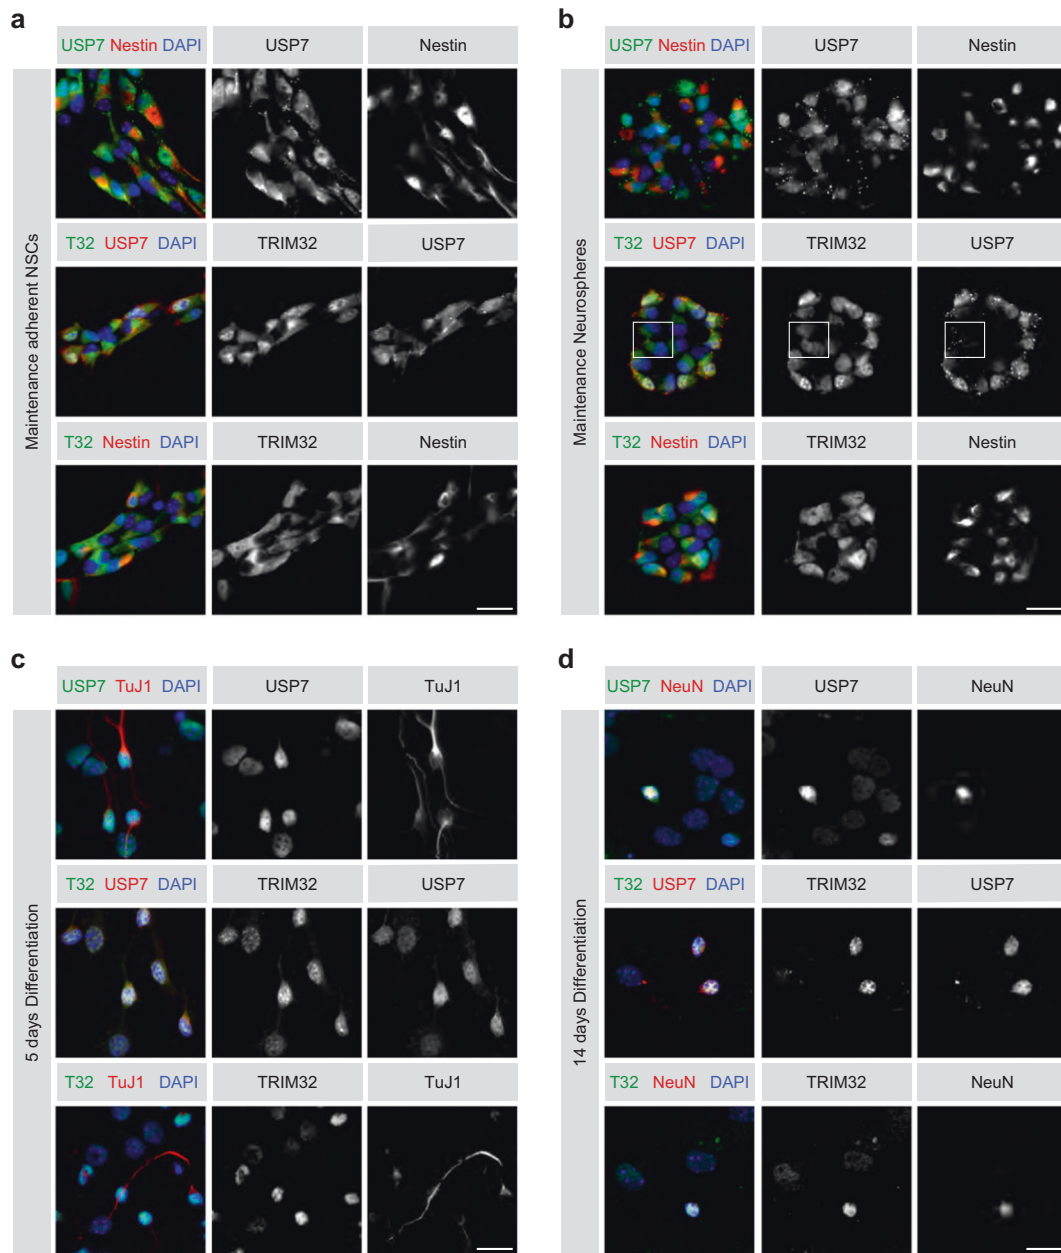 a
USP7 Nestin DAPI
USP7
Nestin
Maintenance adherent NSCs
T32 USP7 DAPI
TRIM32
USP7
T32 Nestin DAPI
TRIM32
Nestin
b
USP7 Nestin DAPI
USP7
Nestin
Maintenance Neurospheres
T32 USP7 DAPI
TRIM32
USP7
T32 Nestin DAPI
TRIM32
Nestin
c
USP7 TuJ1 DAPI
USP7
TuJ1
5 days Differentiation
T32 USP7 DAPI
TRIM32
USP7
T32 TuJ1 DAPI
TRIM32
TuJ1
d
USP7 NeuN DAPI
USP7
NeuN
14 days Differentiation
T32 USP7 DAPI
TRIM32
USP7
T32 NeuN DAPI
TRIM32
NeuN